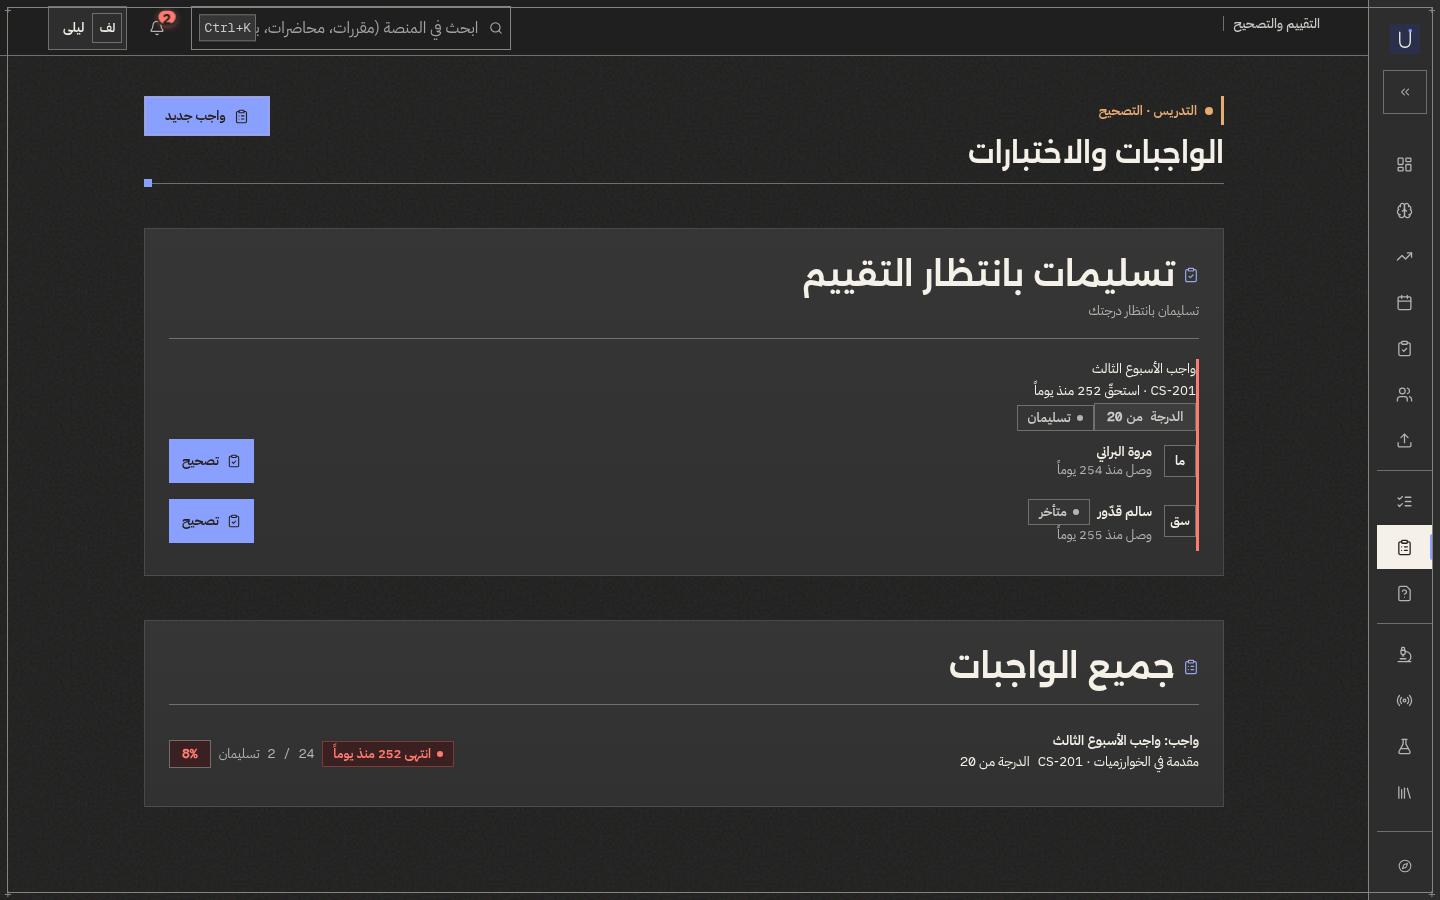 التقييم والتصحيح
ابحث في المنصة (مقررات، محاضرات، ب
Ctrl+K
2
لف
ليلى
التدريس · التصحيح
الواجبات والاختبارات
واجب جديد
تسليمات بانتظار التقييم
تسليمان بانتظار درجتك
واجب الأسبوع الثالث
CS-201 · استحقّ 252 منذ يوماً
الدرجة من 20
تسليمان
ما
مروة البراني
وصل منذ 254 يوماً
تصحيح
سق
سالم قدّور
متأخر
وصل منذ 255 يوماً
تصحيح
جميع الواجبات
واجب: واجب الأسبوع الثالث
مقدمة في الخوارزميات · CS-201 الدرجة من 20
انتهى 252 منذ يوماً
24 / 2 تسليمان
8%